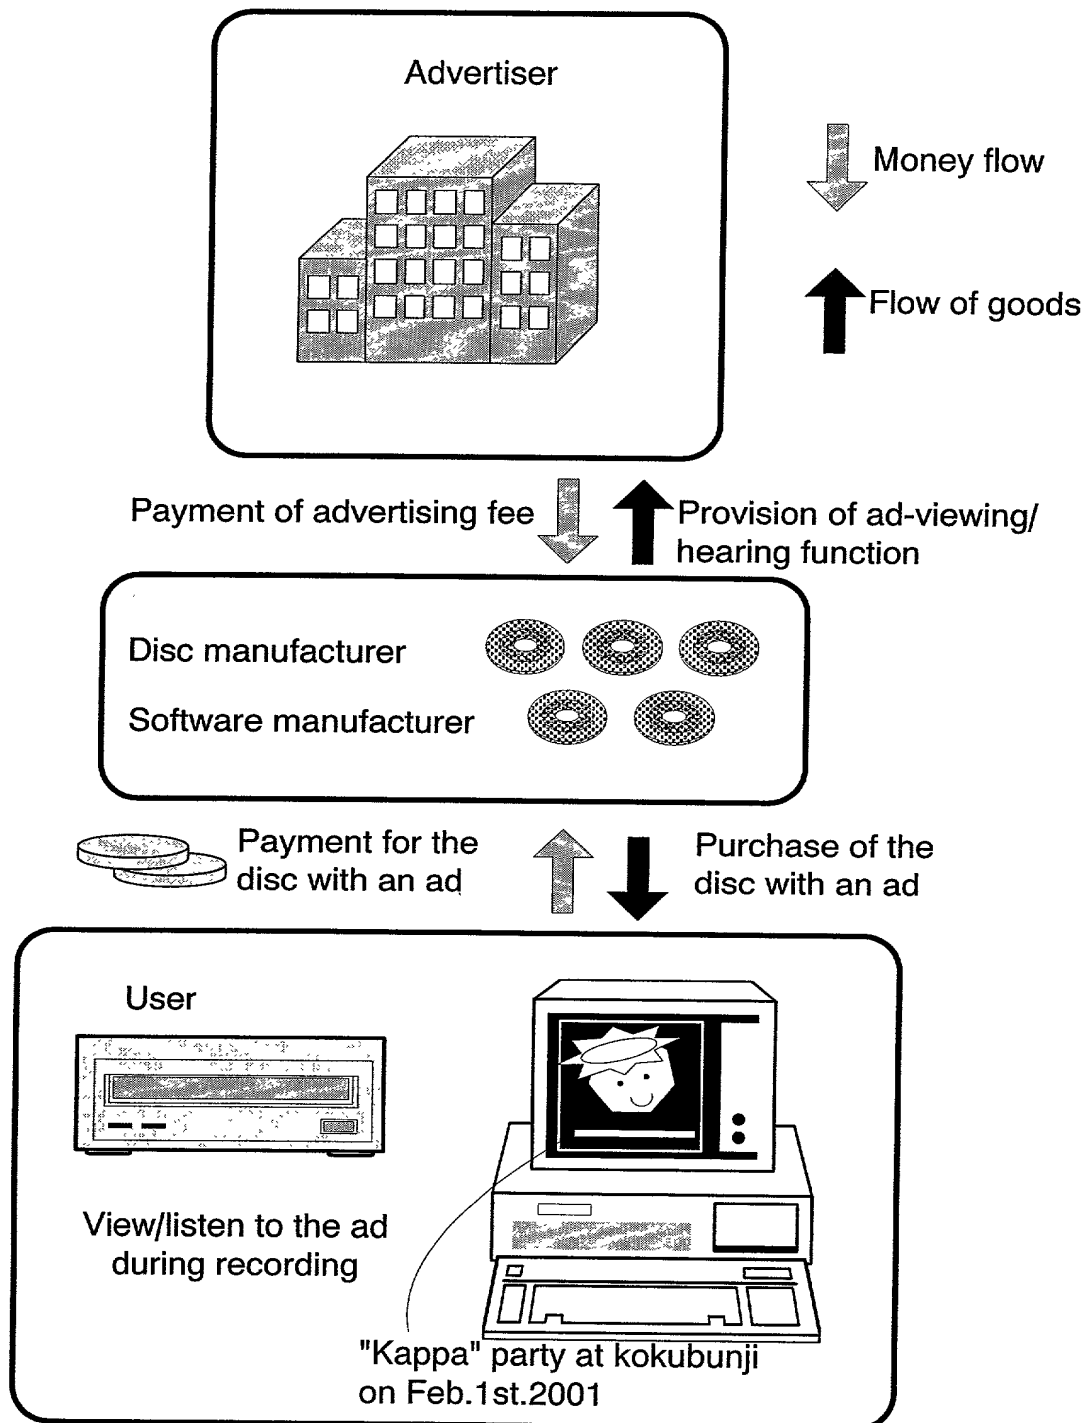 Advertiser
Money flow
Flow of goods
Payment of advertising fee
Provision of ad-viewing/
hearing function
Disc manufacturer
Software manufacturer
Payment for the
disc with an ad
Purchase of the
disc with an ad
User
View/listen to the ad
during recording
"Kappa" party at kokubunji
on Feb.1st.2001